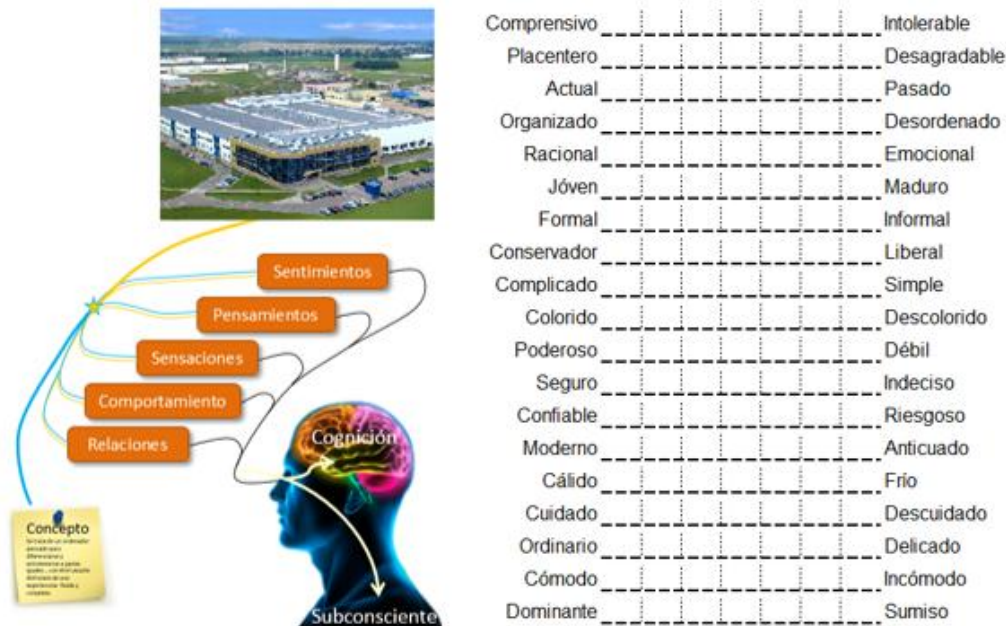 Sentimientos
Pensamientos
Sensaciones
Comportamiento
Relaciones
Cognición
Subconsciente
Concepto
Comprensivo Intolerable
Placentero Desagradable
Actual Pasado
Organizado Desordenado
Racional Emocional
Jóven Maduro
Formal Informal
Conservador Liberal
Complicado Simple
Colorido Descolorido
Poderoso Débil
Seguro Indeciso
Confiable Riesgoso
Moderno Anticuado
Cálido Frío
Cuidado Descuidado
Ordinario Delicado
Cómodo Incómodo
Dominante Sumiso